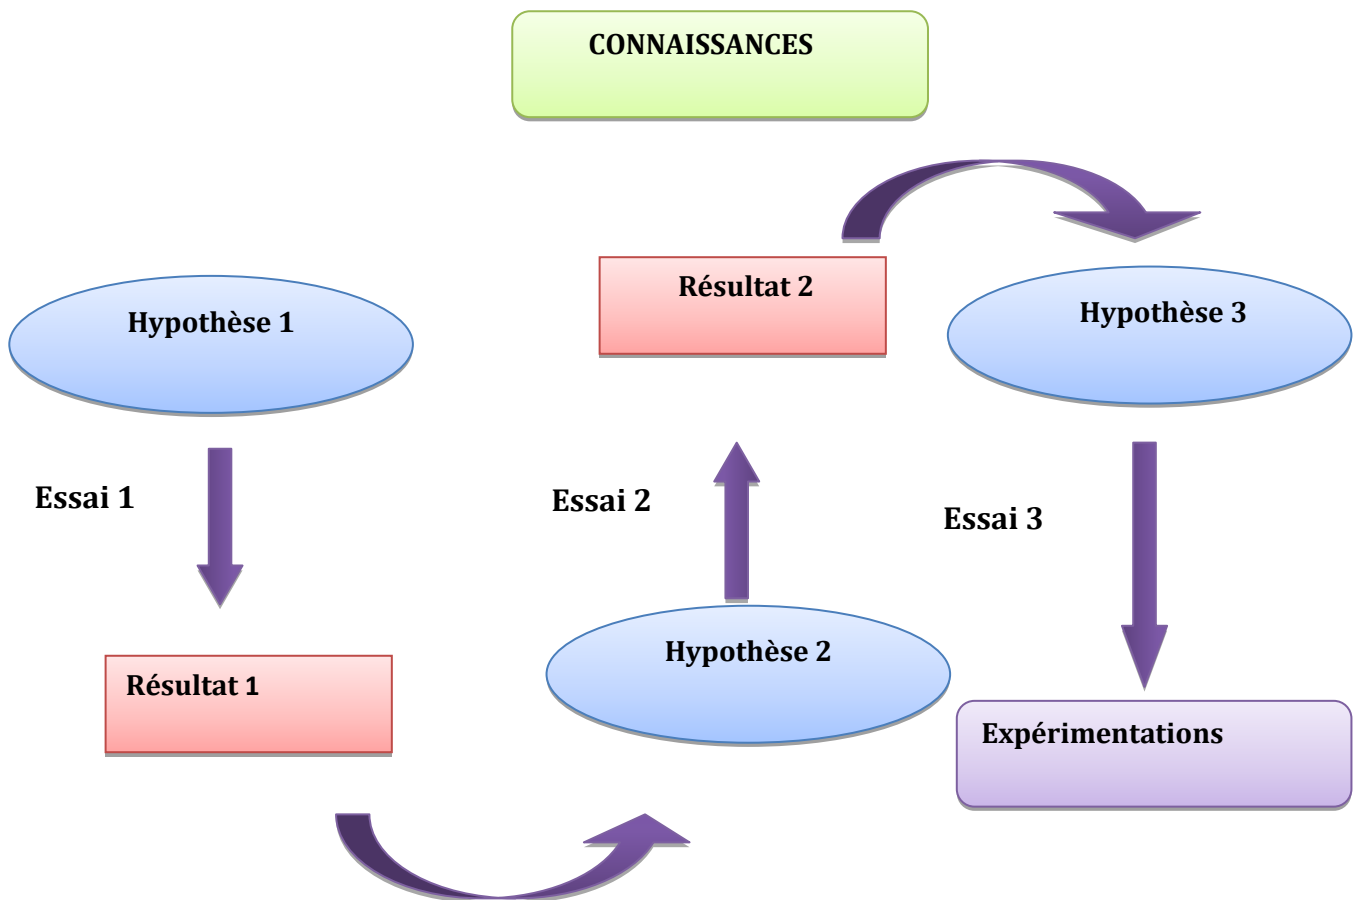 CONNAISSANCES
Hypothèse 1
Essai 1
Résultat 1
Hypothèse 2
Essai 2
Résultat 2
Hypothèse 3
Essai 3
Expérimentations